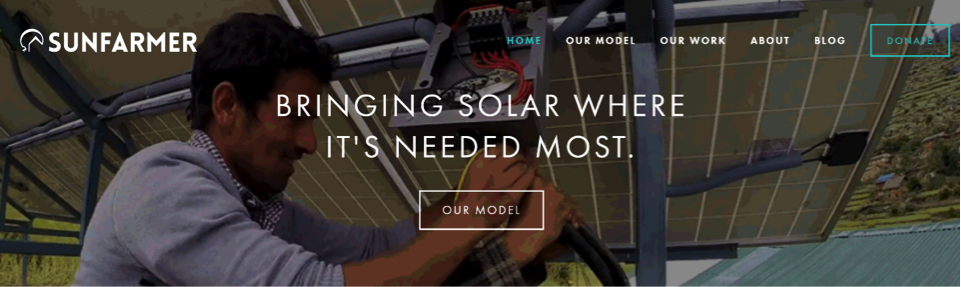 SUNFARMER
HOME OUR MODEL OUR WORK ABOUT BLOG DONATE
BRINGING SOLAR WHERE
IT'S NEEDED MOST.
OUR MODEL